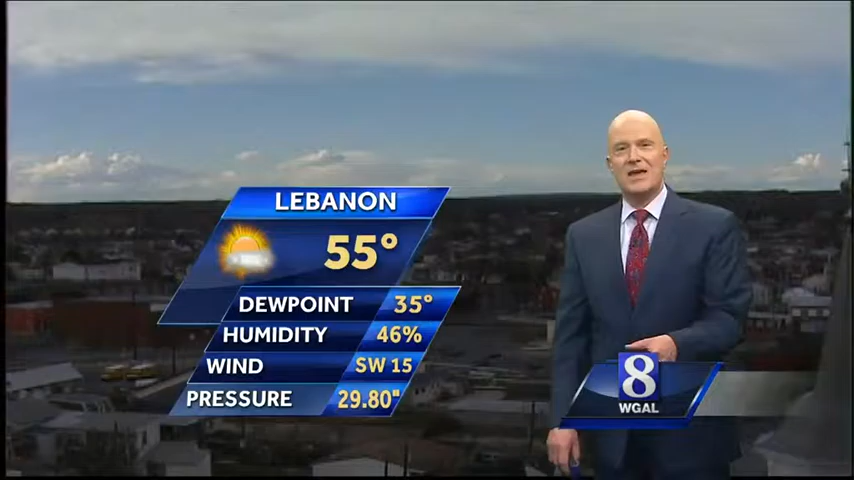 LEBANON
55°
DEWPOINT 35°
HUMIDITY 46%
WIND SW 15
PRESSURE 29.80"
8
WGAL